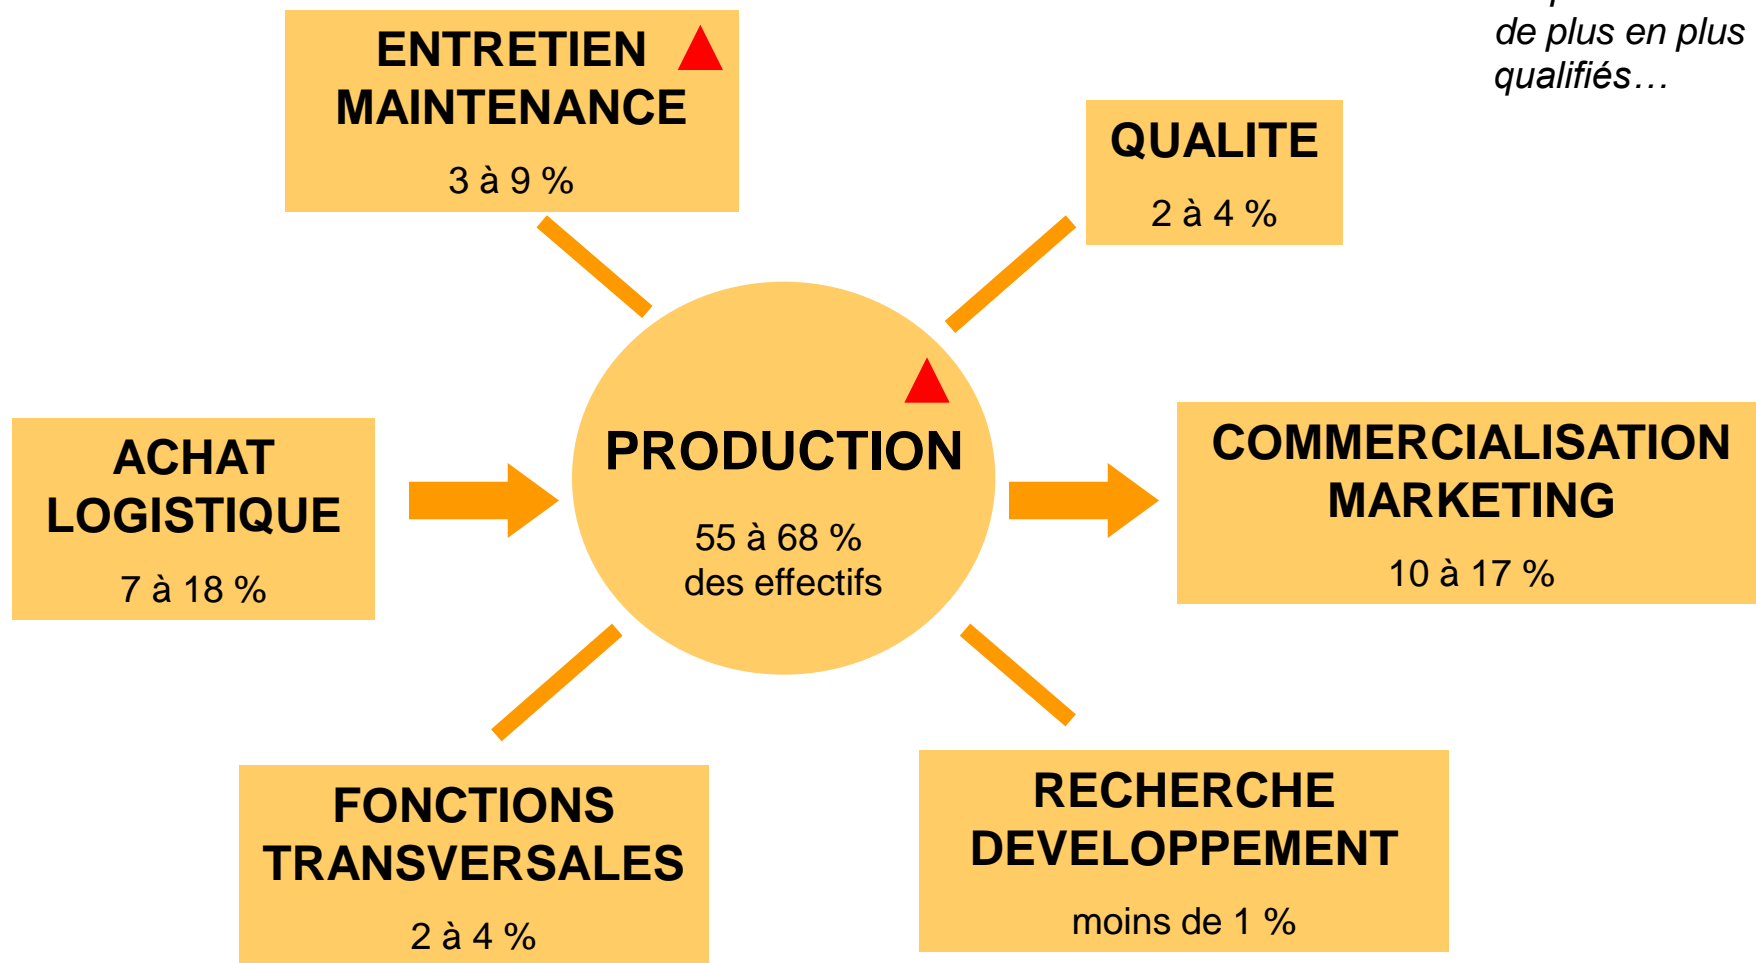 de plus en plus
qualifiés…
ENTRETIEN
MAINTENANCE
3 à 9 %
QUALITE
2 à 4 %
ACHAT
LOGISTIQUE
7 à 18 %
PRODUCTION
55 à 68 %
des effectifs
COMMERCIALISATION
MARKETING
10 à 17 %
FONCTIONS
TRANSVERSALES
2 à 4 %
RECHERCHE
DEVELOPPEMENT
moins de 1 %